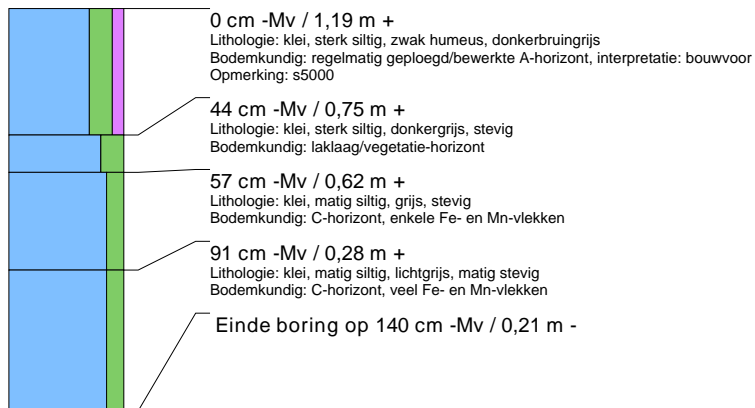 0 cm -Mv / 1,19 m +
Lithologie: klei, sterk siltig, zwak humeus, donkerbruingrijs
Bodemkundig: regelmatig geploegd/bewerkte A-horizont, interpretatie: bouwvoor
Opmerking: s5000
44 cm -Mv / 0,75 m +
Lithologie: klei, sterk siltig, donkergrijs, stevig
Bodemkundig: laklaag/vegetatie-horizont
57 cm -Mv / 0,62 m +
Lithologie: klei, matig siltig, grijs, stevig
Bodemkundig: C-horizont, enkele Fe- en Mn-vlekken
91 cm -Mv / 0,28 m +
Lithologie: klei, matig siltig, lichtgrijs, matig stevig
Bodemkundig: C-horizont, veel Fe- en Mn-vlekken
Einde boring op 140 cm -Mv / 0,21 m -